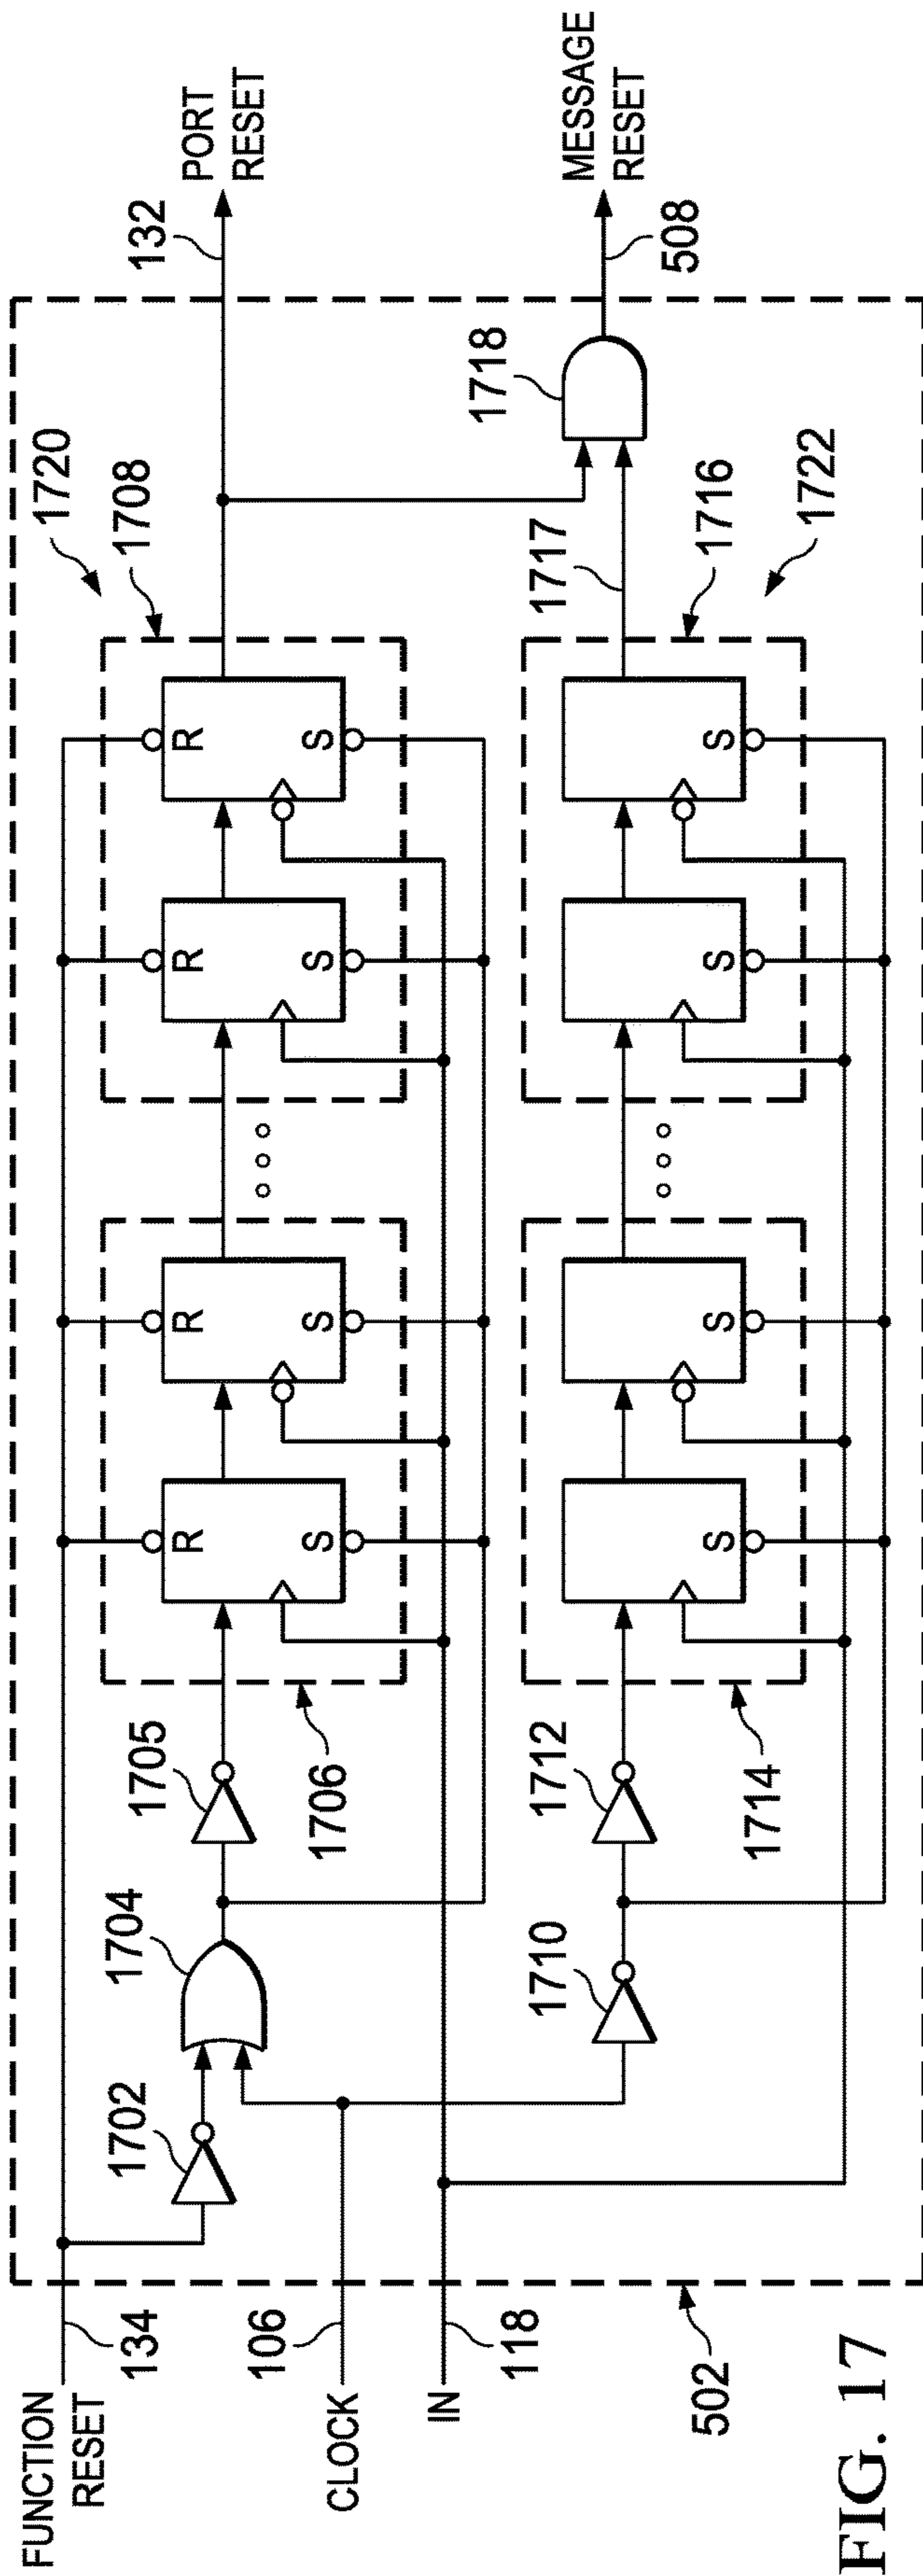 1720
1708
132
PORT
RESET
FUNCTION
RESET
134
1702
1704
1705
1706
R
S
R
S
R
S
R
S
CLOCK
106
IN
118
1710
1712
1714
S
S
S
S
1717
1716
1722
1718
508
MESSAGE
RESET
502
FIG. 17